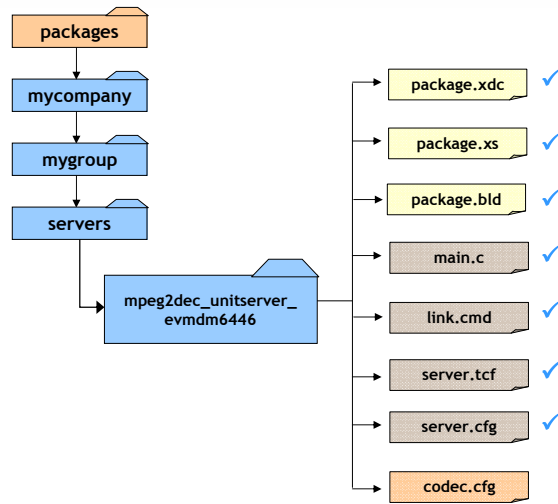 packages
mycompany
mygroup
servers
mpeg2dec_unitserver_
evmdm6446
package.xdc
package.xs
package.bld
main.c
link.cmd
server.tcf
server.cfg
codec.cfg